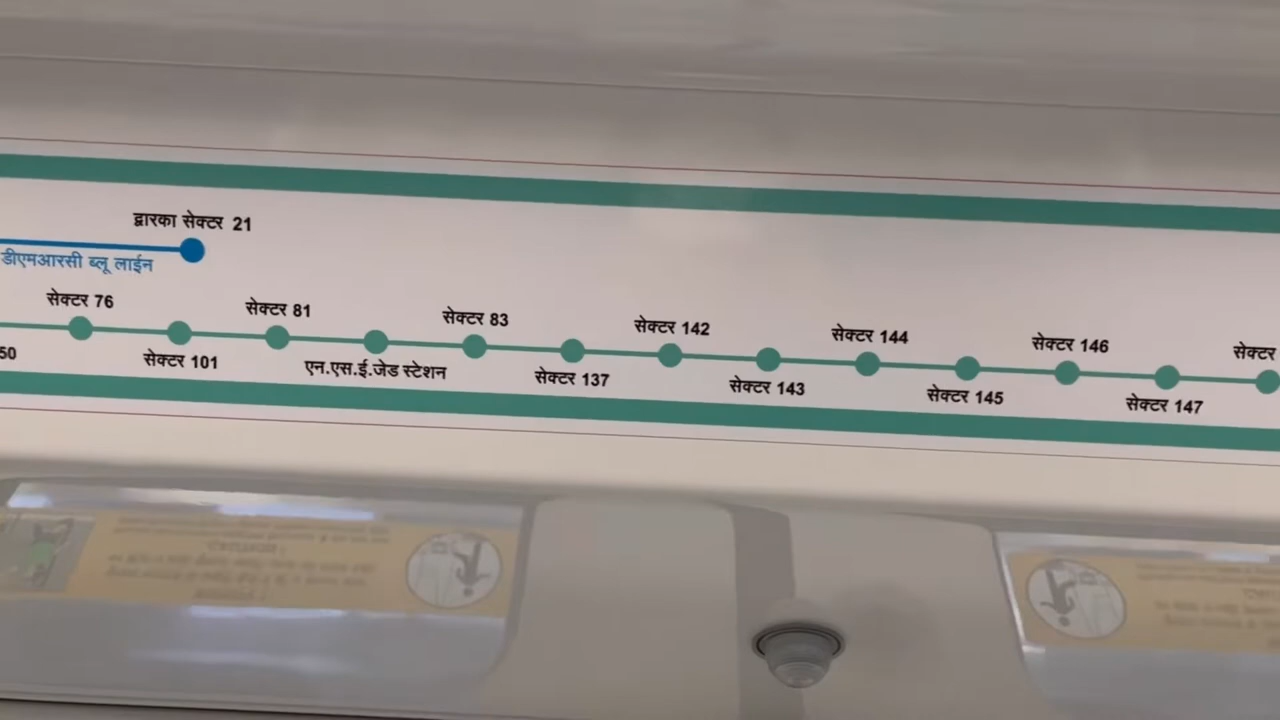 द्वारका सेक्टर 21
डीएमआरसी ब्लू लाईन
सेक्टर 76
सेक्टर 81
सेक्टर 83
सेक्टर 142
सेक्टर 144
सेक्टर 146
सेक्टर
50
सेक्टर 101
एन.एस.ई.जेड स्टेशन
सेक्टर 137
सेक्टर 143
सेक्टर 145
सेक्टर 147